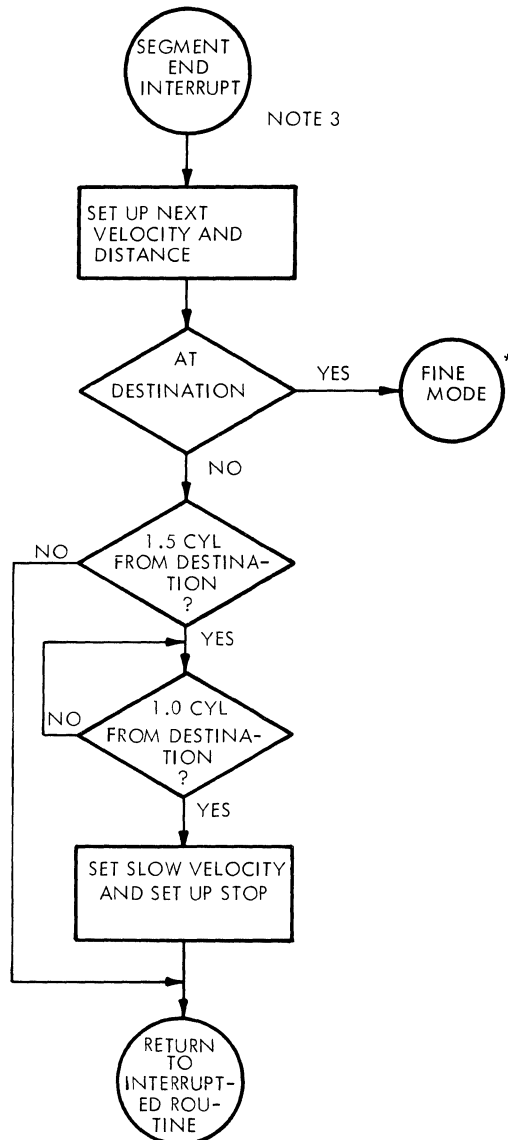 SEGMENT
END
INTERRUPT
NOTE 3
SET UP NEXT
VELOCITY AND
DISTANCE
AT
DESTINATION
YES
FINE
MODE
*
NO
1.5 CYL
FROM DESTINA-
TION
?
NO
YES
1.0 CYL
FROM DESTINA-
TION
?
NO
YES
SET SLOW VELOCITY
AND SET UP STOP
RETURN
TO
INTERRUPT-
ED ROU-
TINE